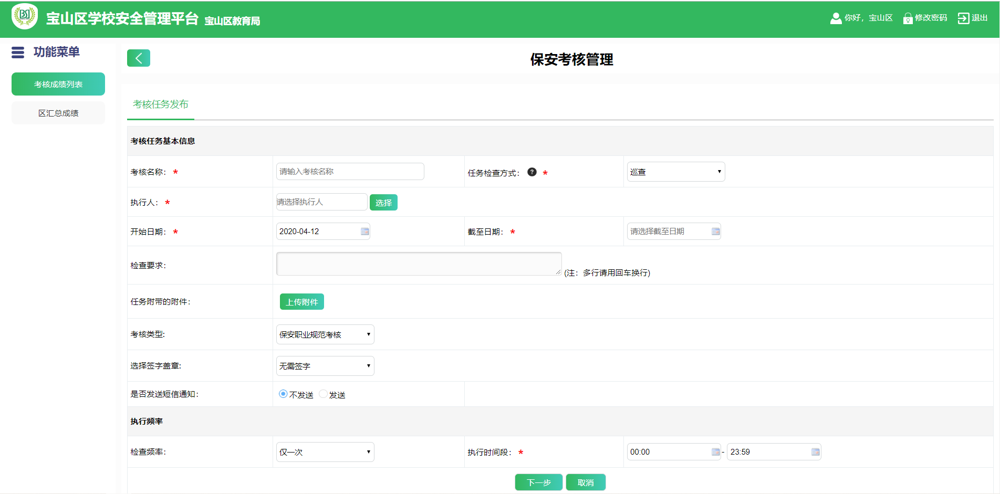 宝山区学校安全管理平台 宝山区教育局
你好，宝山区 修改密码 退出
功能菜单
保安考核管理
考核成绩列表
区汇总成绩
考核任务发布
考核任务基本信息
考核名称： * 请输入考核名称 任务检查方式： ? * 巡查
执行人： * 请选择执行人 选择
开始日期： * 2020-04-12 截至日期： * 请选择截至日期
检查要求： (注：多行请用回车换行)
任务附带的附件： 上传附件
考核类型: 保安职业规范考核
选择签字盖章: 无需签字
是否发送短信通知： 不发送 发送
执行频率
检查频率： 仅一次 执行时间段： * 00:00 - 23:59
下一步 取消